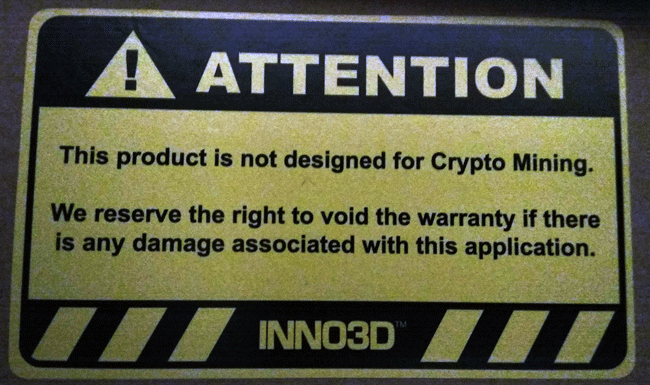 ATTENTION
This product is not designed for Crypto Mining.
We reserve the right to void the warranty if there
is any damage associated with this application.
INNO3D™